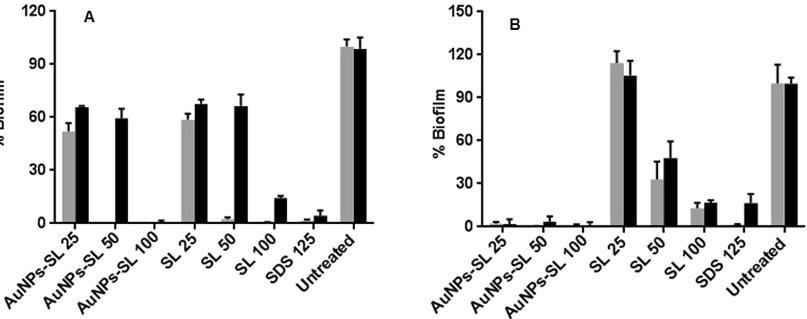 A
120
90
60
30
0
AuNPs-SL 25
AuNPs-SL 50
AuNPs-SL 100
SL 25
SL 50
SL 100
SDS 125
Untreated
B
% Biofilm
150
120
90
60
30
0
AuNPs-SL 25
AuNPs-SL 50
AuNPs-SL 100
SL 25
SL 50
SL 100
SDS 125
Untreated